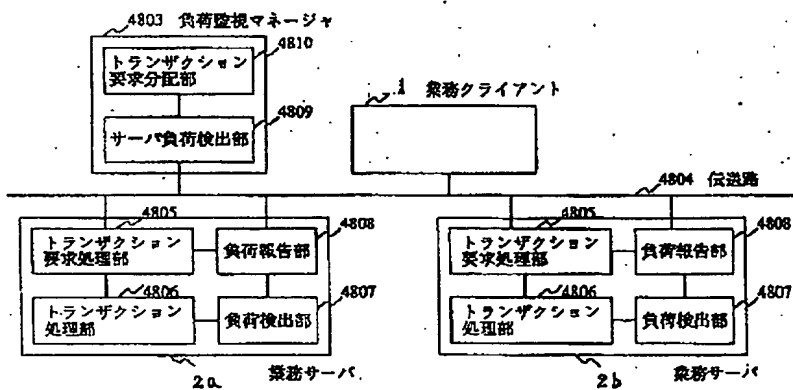 4803 負荷監視マネージャ
4810
トランザクション
要求分配部
4809
サーバ負荷検出部
1 業務クライアント
4804 伝送路
4805
トランザクション
要求処理部
4808
負荷報告部
4806
トランザクション
処理部
4807
負荷検出部
2a 業務サーバ
4805
トランザクション
要求処理部
4808
負荷報告部
4806
トランザクション
処理部
4807
負荷検出部
2b 業務サーバ